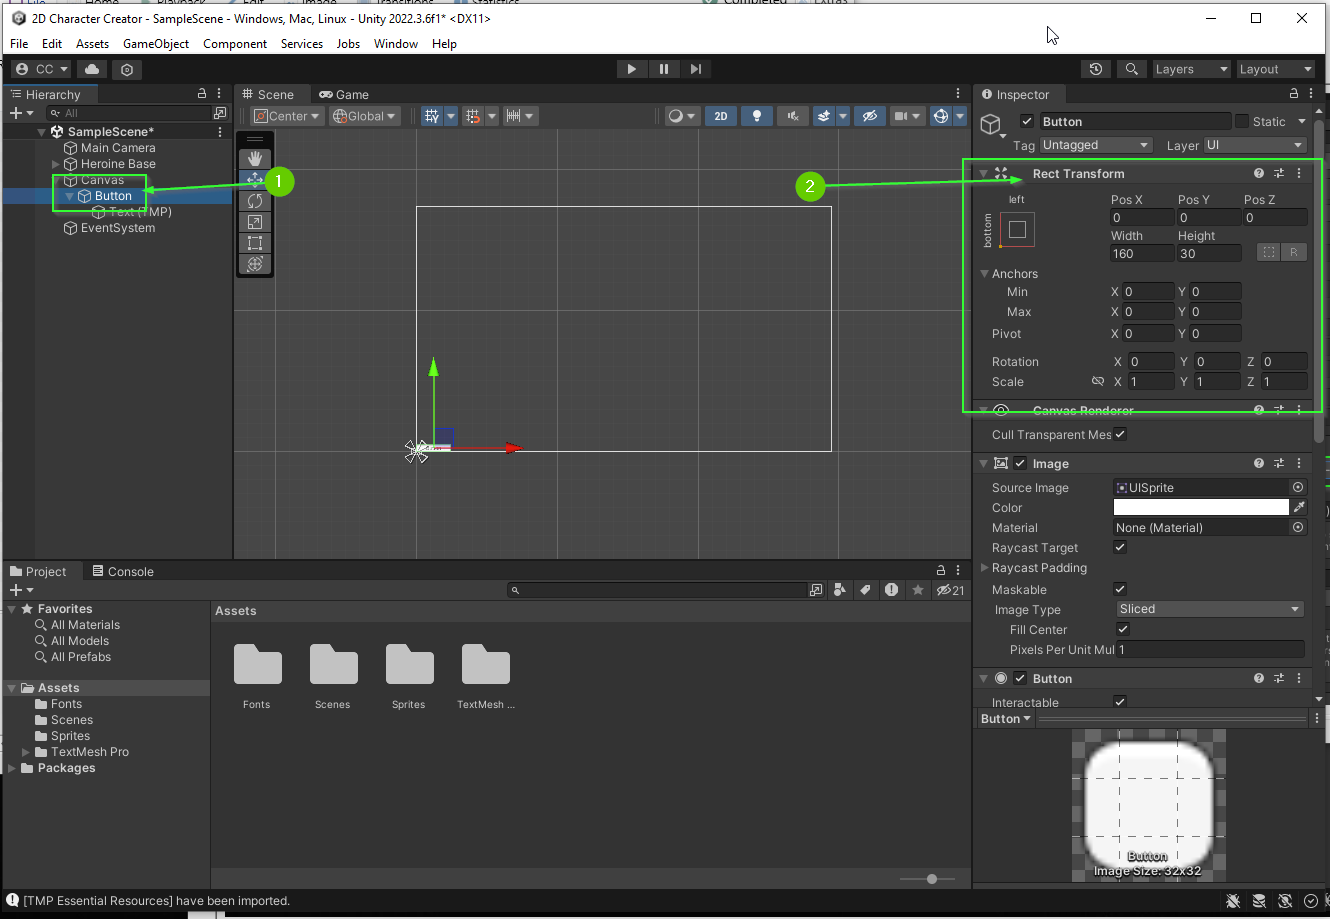 2D Character Creator - SampleScene - Windows, Mac, Linux - Unity 2022.3.6f1* <DX11>
File Edit Assets GameObject Component Services Jobs Window Help
CC Layers Layout
Hierarchy
All
SampleScene*
Main Camera
Heroine Base
Canvas
Button
Text (TMP)
EventSystem
1
Scene Game
Center Global 2D
2
Inspector
Button Static
Tag Untagged Layer UI
Rect Transform
left
bottom
Pos X Pos Y Pos Z
0 0 0
Width Height
160 30 R
Anchors
Min X 0 Y 0
Max X 0 Y 0
Pivot X 0 Y 0
Rotation X 0 Y 0 Z 0
Scale X 1 Y 1 Z 1
Canvas Renderer
Cull Transparent Mes
Image
Source Image UISprite
Color
Material None (Material)
Raycast Target
Raycast Padding
Maskable
Image Type Sliced
Fill Center
Pixels Per Unit Mul 1
Button
Interactable
Button
Button
Image Size: 32x32
Project Console
21
Favorites
All Materials
All Models
All Prefabs
Assets
Fonts
Scenes
Sprites
TextMesh Pro
Packages
Assets
Fonts Scenes Sprites TextMesh ...
[TMP Essential Resources] have been imported.